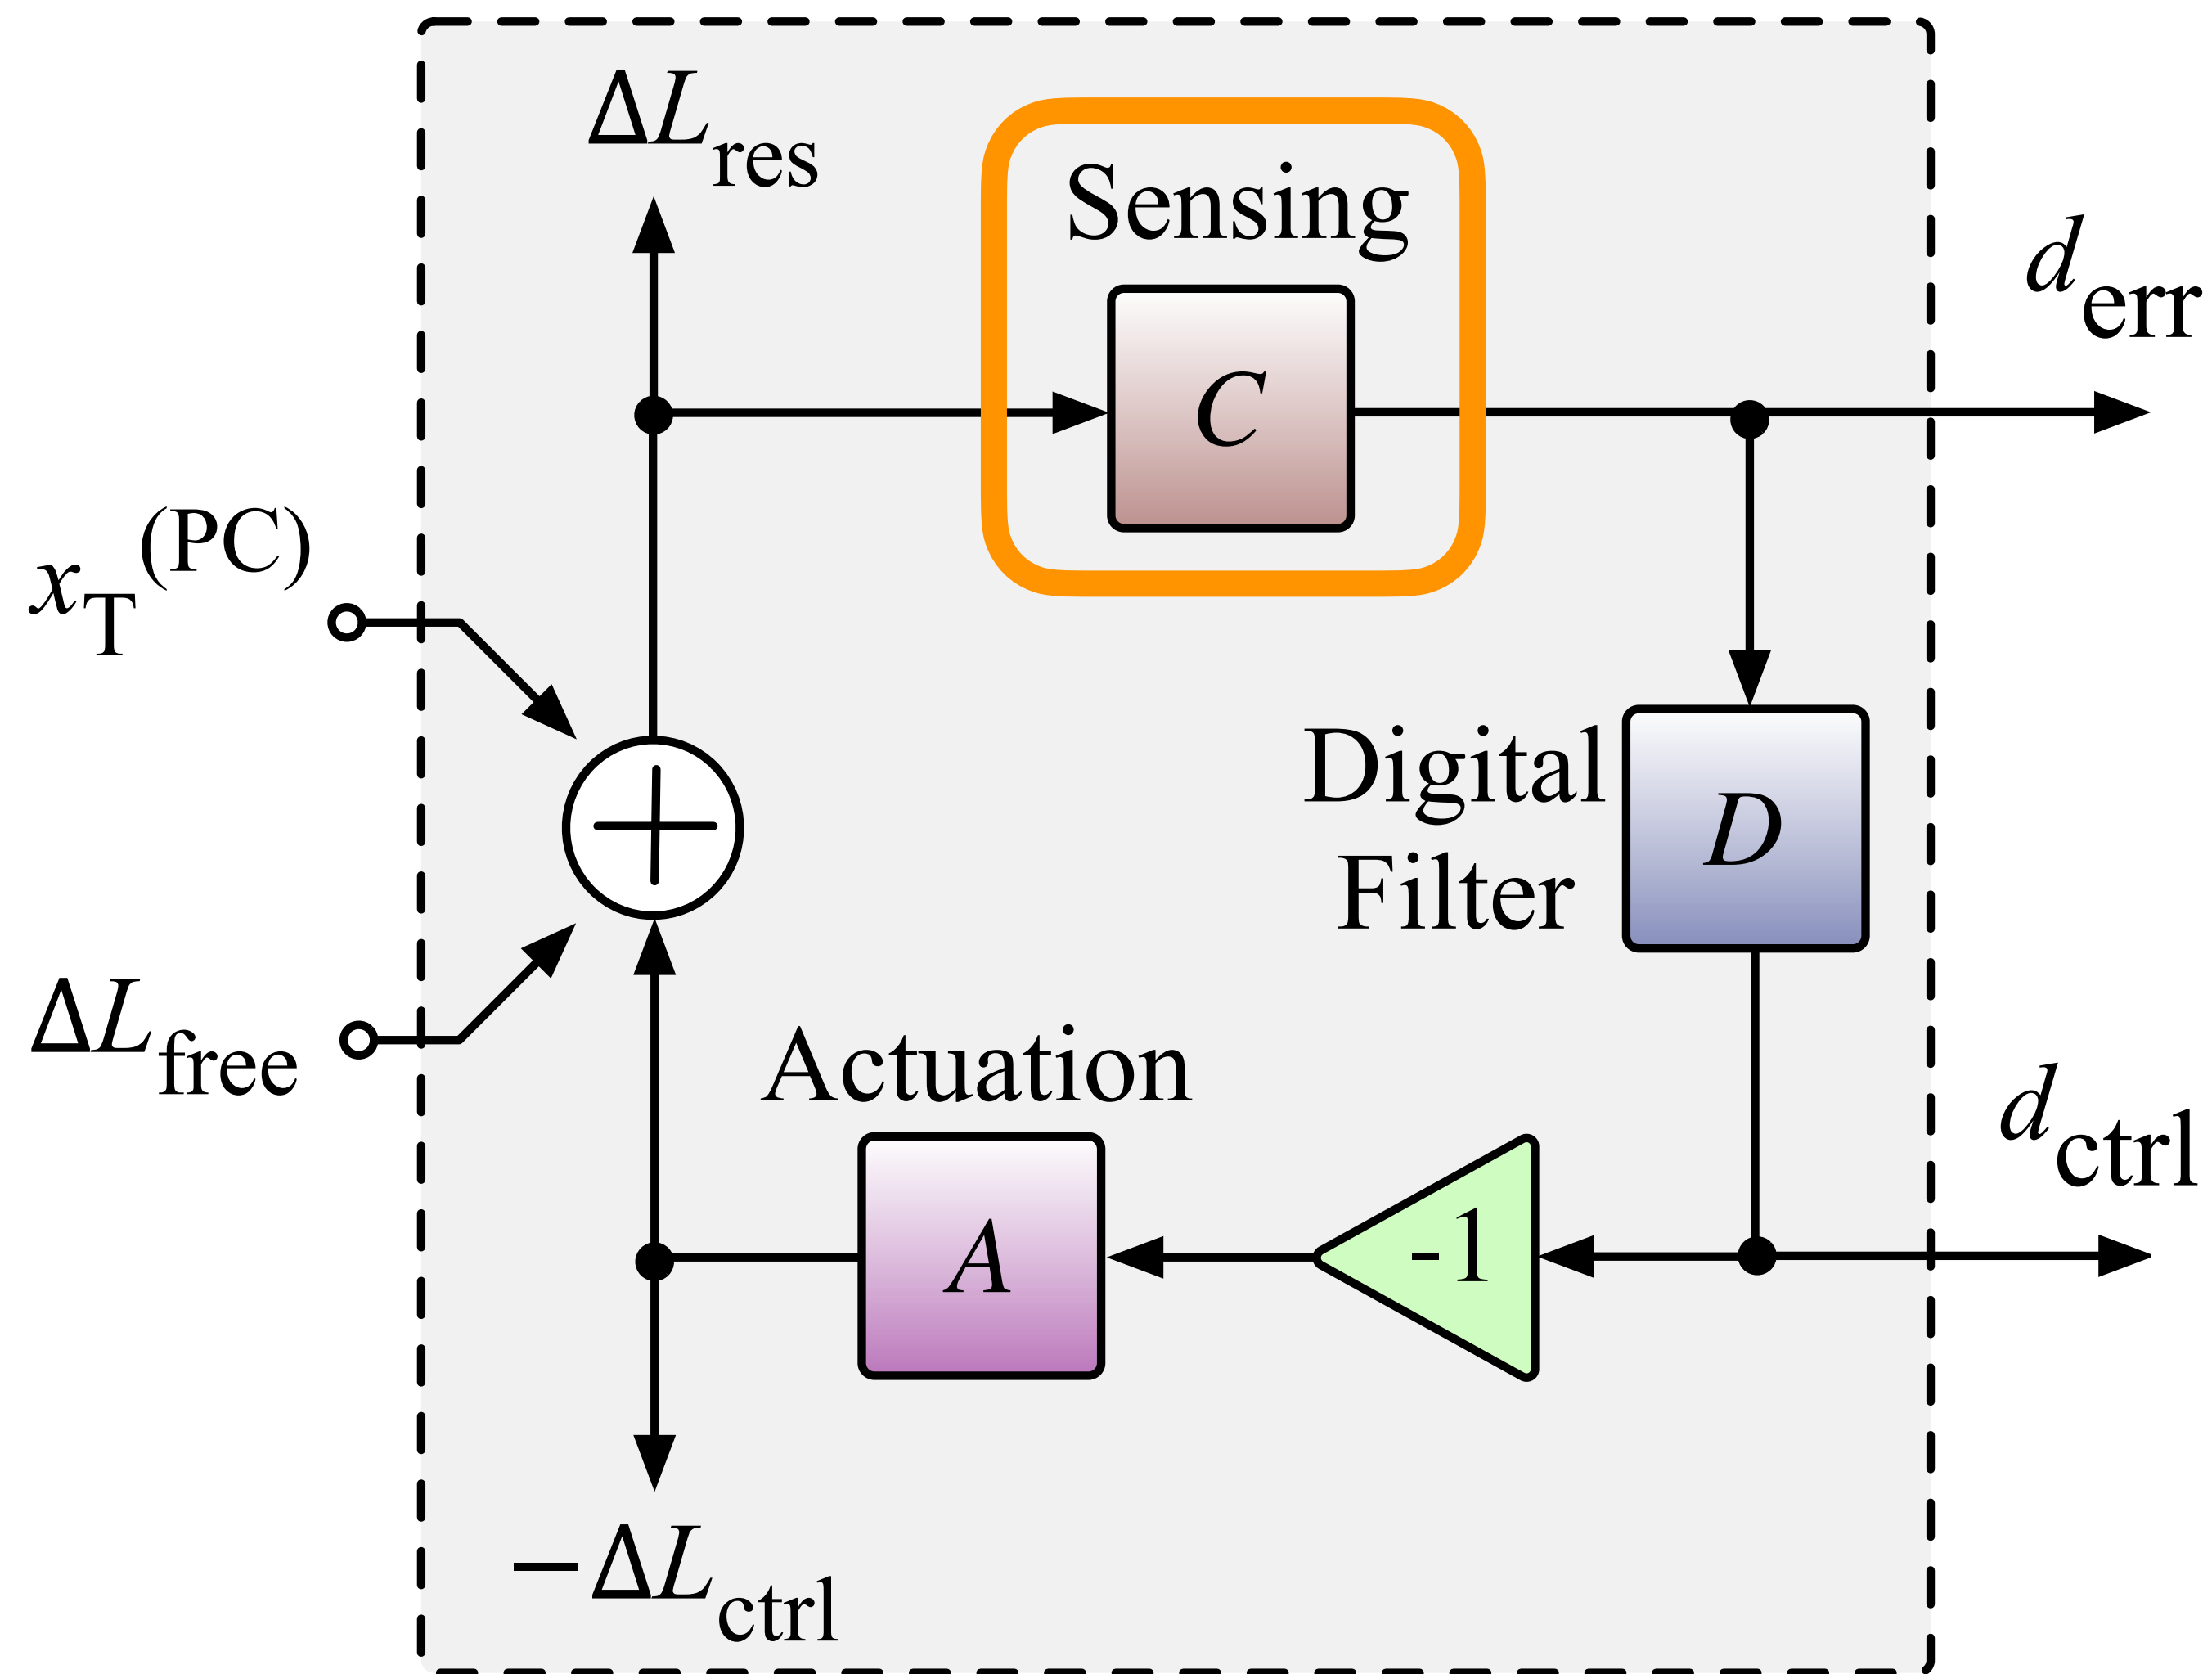 ΔL_res
Sensing
C
d_err
x_T^(PC)
Digital
Filter
D
ΔL_free
Actuation
A
-1
d_ctrl
−ΔL_ctrl